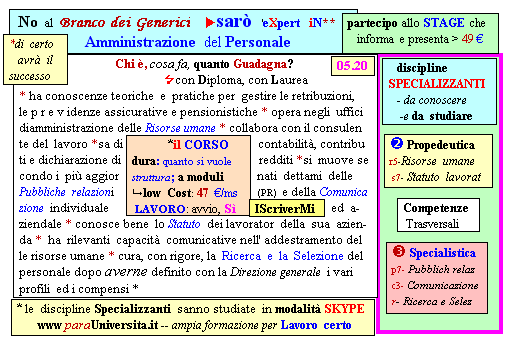 No al Branco dei Generici ▶sarò 'eXpert iN**
Amministrazione del Personale
partecipo allo STAGE che
informa e presenta > 49 €
*di certo
avrà il
successo
Chi è, cosa fa, quanto Guadagna?
05.20
ϟ con Diploma, con Laurea
* ha conoscenze teoriche e pratiche per gestire le retribuzioni,
le p r e v idenze assicurative e pensionistiche * opera negli uffici
diamministrazione delle Risorse umane * collabora con il consulen
te del lavoro *sa di
contabilità, contribu
ti e dichiarazione di
redditi *si muove se
condo i più aggior
nati dettami delle
Pubbliche relazioni
(PR) e della Comunica
zione individuale
ed a-
*il CORSO
dura: quanto si vuole
struttura; a moduli
↪low Cost: 47 €/ms
LAVORO: avvio, Sì
IScriverMi
ziendale * conosce bene lo Statuto dei lavorator della sua azien-
da * ha rilevanti capacità comunicative nell' addestramento del
le risorse umane * cura, con rigore, la Ricerca e la Selezione del
personale dopo averne definito con la Direzione generale i vari
profili ed i compensi *
discipline
SPECIALIZZANTI
- da conoscere
-e da studiare
❷ Propedeutica
r5-Risorse umane
s7- Statuto lavorat
Competenze
Trasversali
❸ Specialistica
p7- Pubblich relaz
c3- Comunicazione
r- Ricerca e Selez
* le discipline Specializzanti sanno studiate in modalità SKYPE
www.paraUniversita.it -- ampia formazione per Lavoro certo